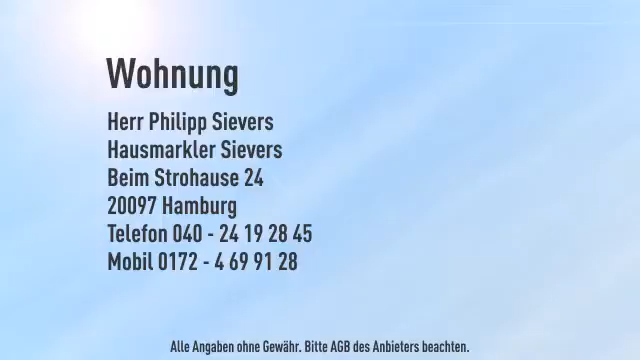 Wohnung
Herr Philipp Sievers
Hausmarkler Sievers
Beim Strohause 24
20097 Hamburg
Telefon 040 - 24 19 28 45
Mobil 0172 - 4 69 91 28
Alle Angaben ohne Gewähr. Bitte AGB des Anbieters beachten.